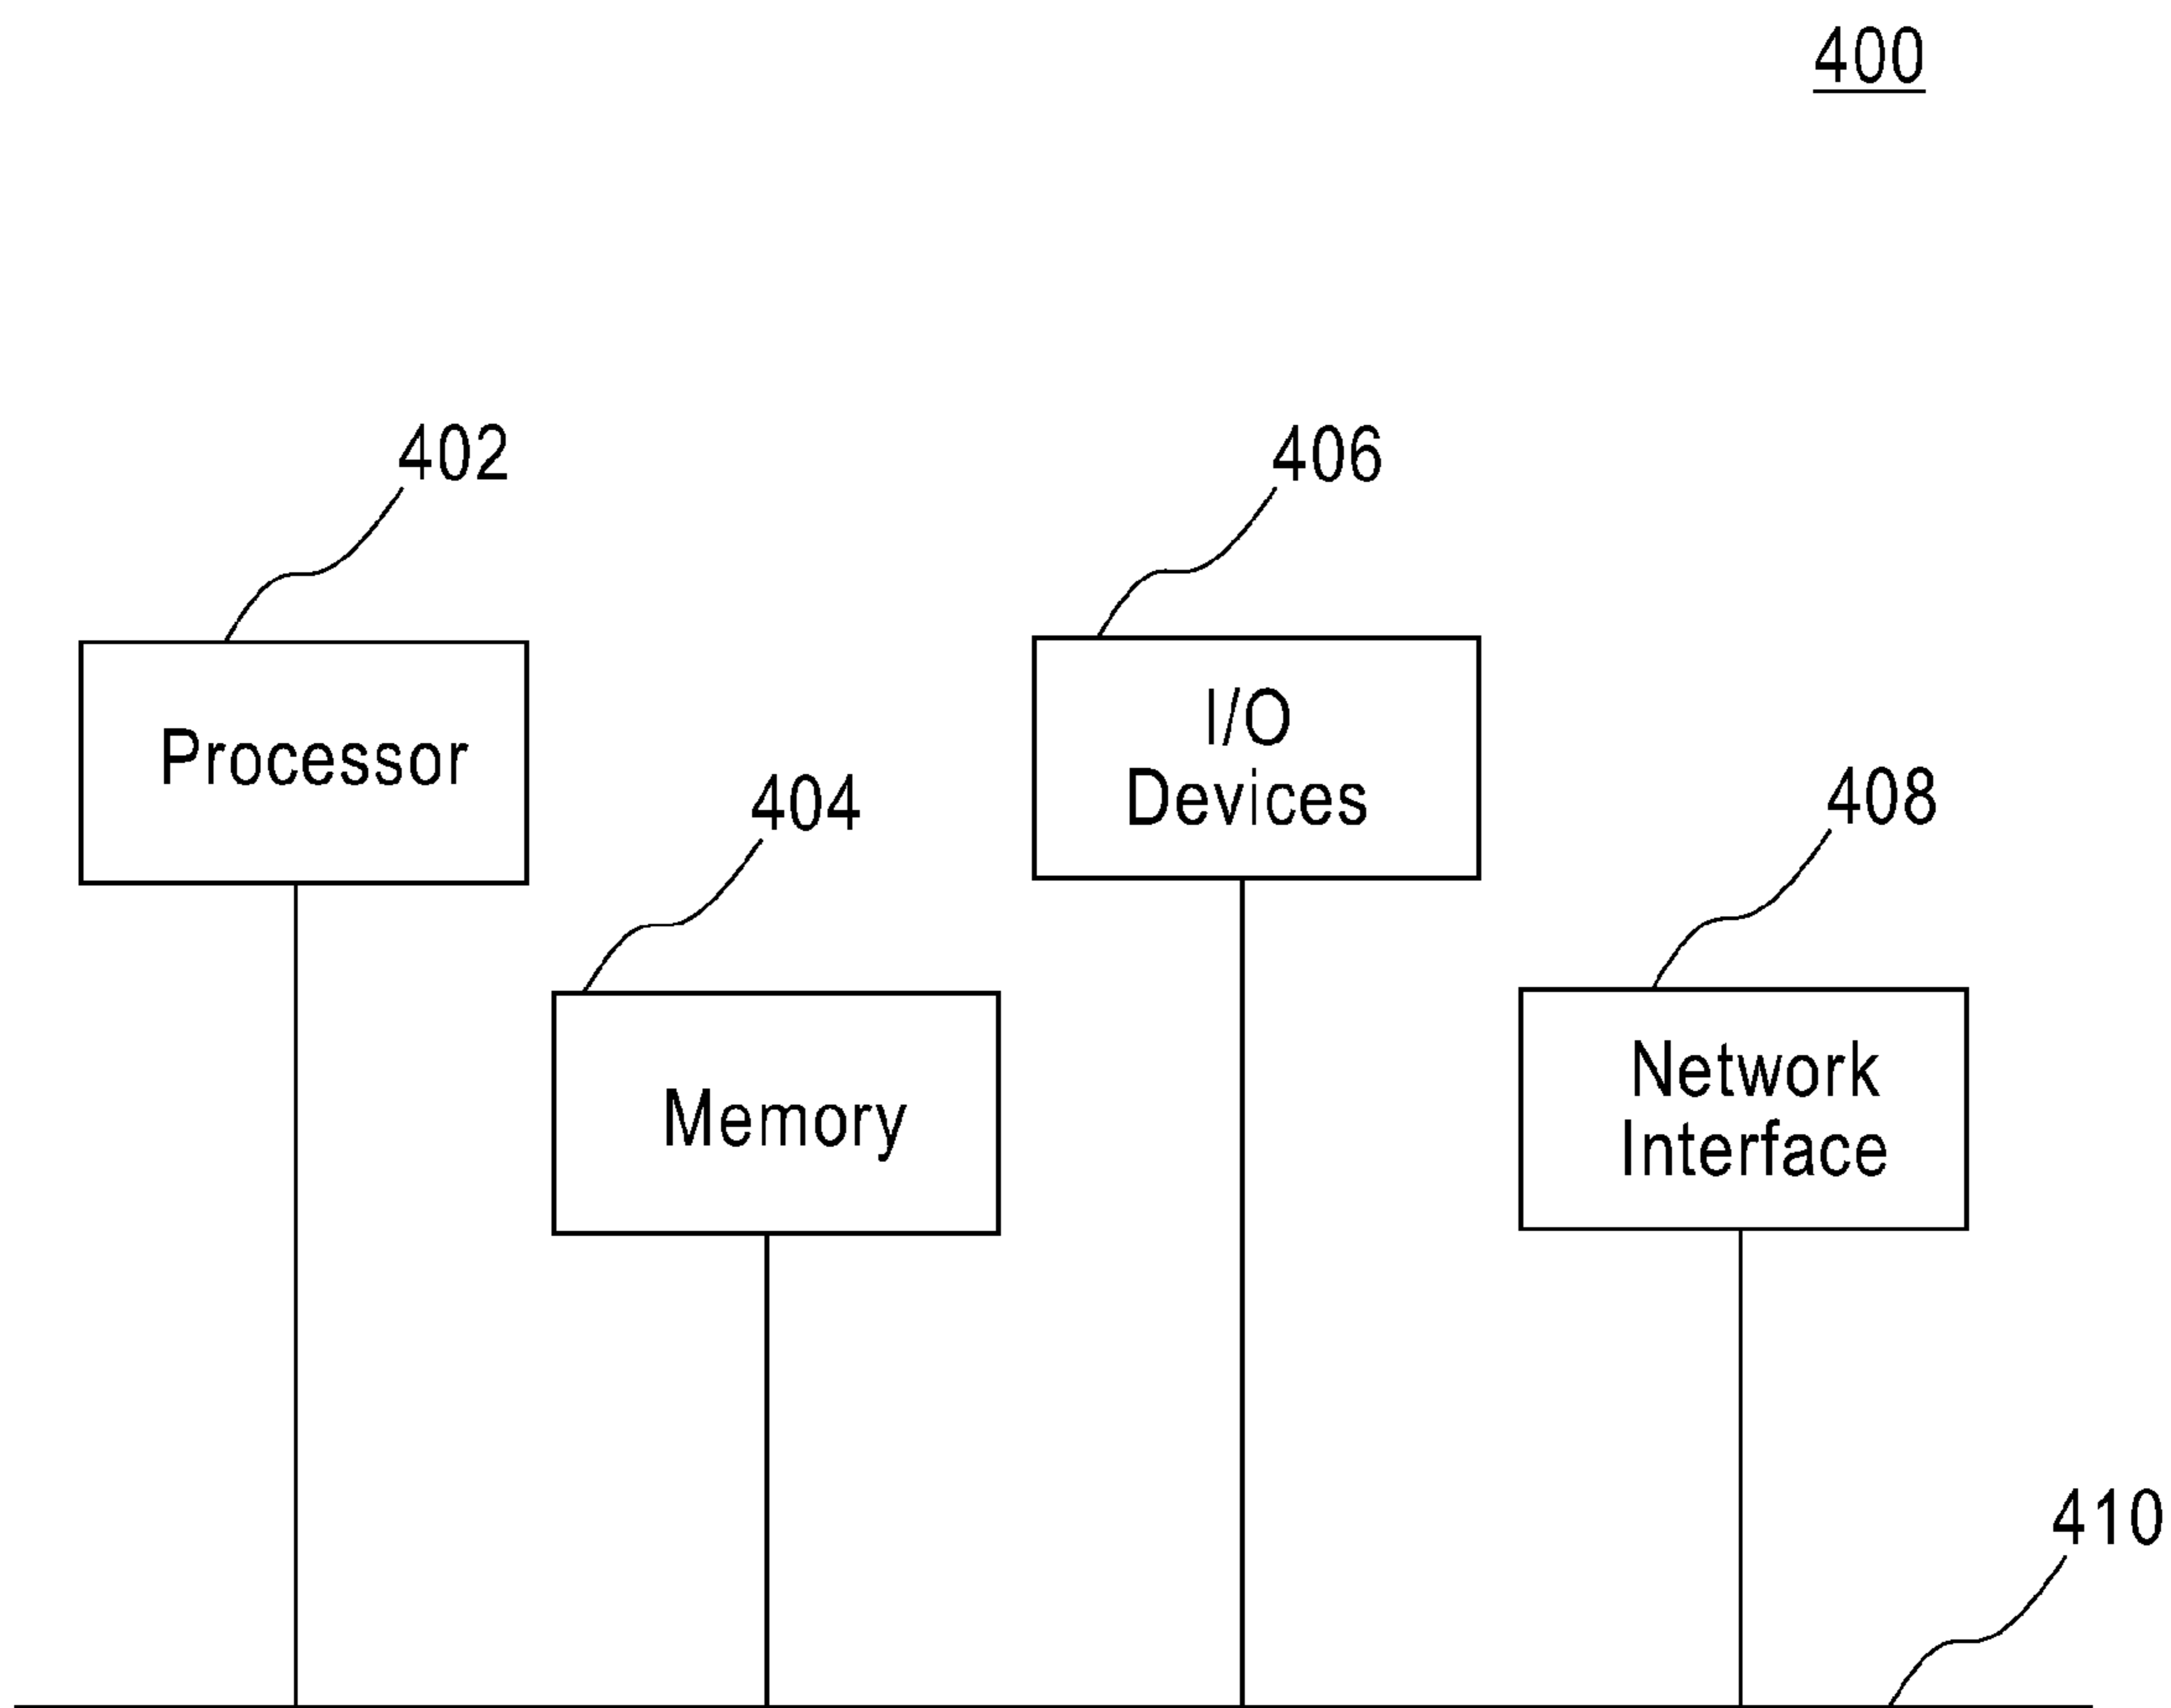 400
402
406
Processor
I/O
Devices
404
408
Memory
Network
Interface
410